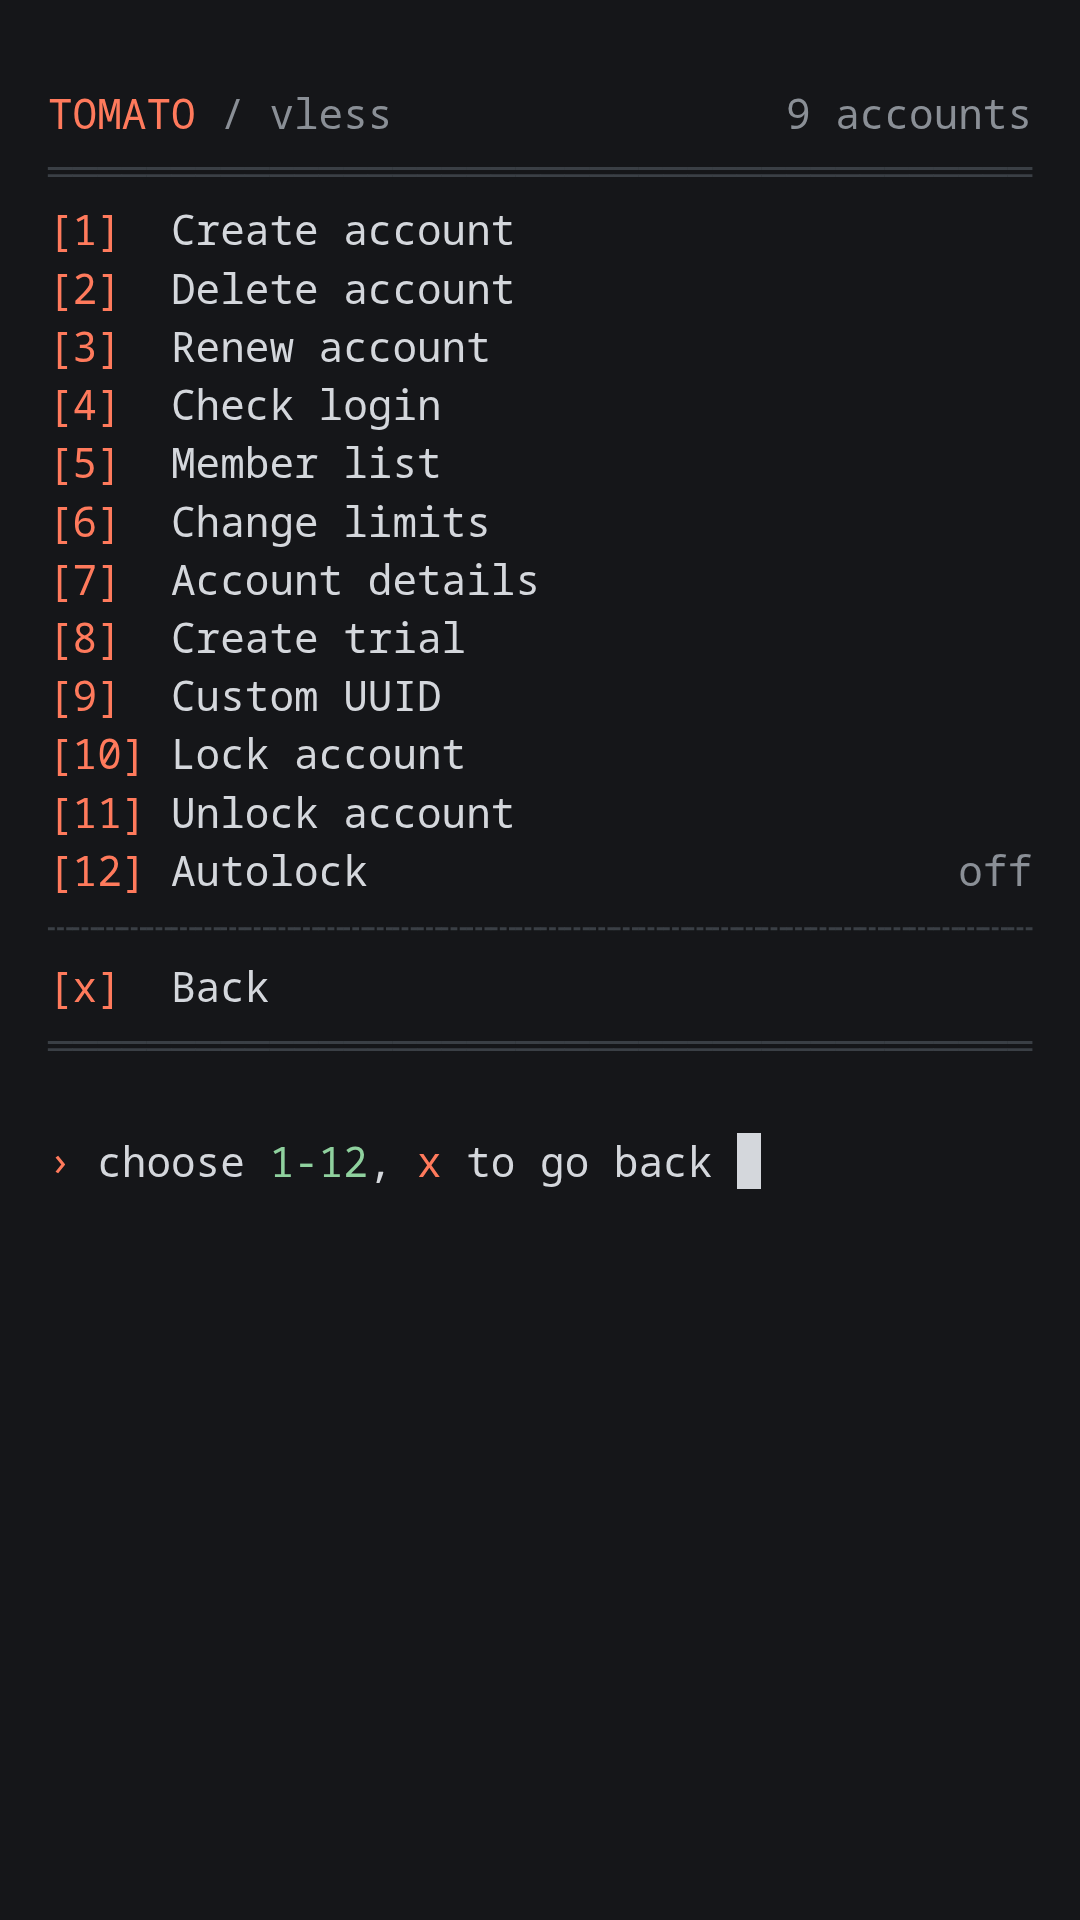 TOMATO / vless 9 accounts
[1] Create account
[2] Delete account
[3] Renew account
[4] Check login
[5] Member list
[6] Change limits
[7] Account details
[8] Create trial
[9] Custom UUID
[10] Lock account
[11] Unlock account
[12] Autolock off
[x] Back
› choose 1-12, x to go back